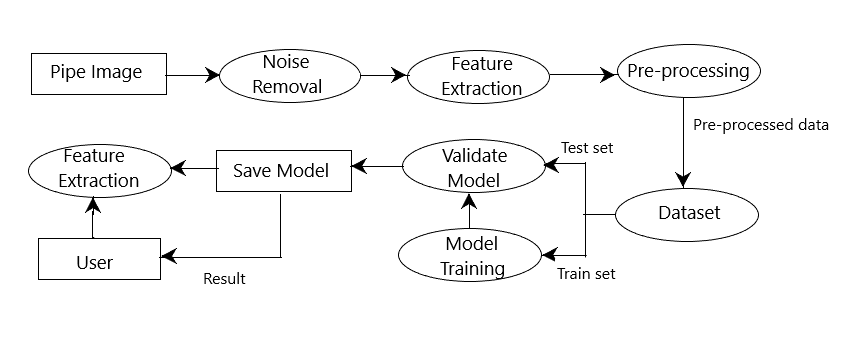 Pipe Image
Noise
Removal
Feature
Extraction
Pre-processing
Pre-processed data
Feature
Extraction
Save Model
Validate
Model
Test set
Dataset
User
Result
Model
Training
Train set